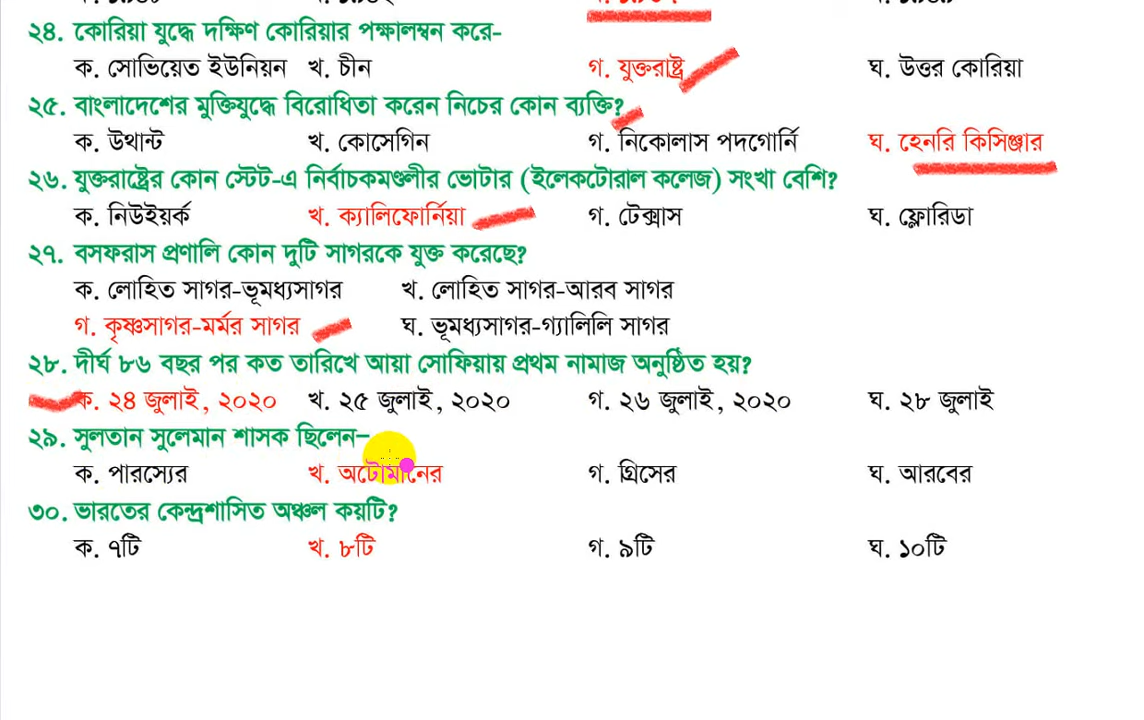 ২৪. কোরিয়া যুদ্ধে দক্ষিণ কোরিয়ার পক্ষালম্বন করে-
ক. সোভিয়েত ইউনিয়ন খ. চীন গ. যুক্তরাষ্ট্র ঘ. উত্তর কোরিয়া
২৫. বাংলাদেশের মুক্তিযুদ্ধে বিরোধিতা করেন নিচের কোন ব্যক্তি?
ক. উথান্ট খ. কোসেগিন গ. নিকোলাস পদগোর্নি ঘ. হেনরি কিসিঞ্জার
২৬. যুক্তরাষ্ট্রের কোন স্টেট-এ নির্বাচকমণ্ডলীর ভোটার (ইলেকটোরাল কলেজ) সংখা বেশি?
ক. নিউইয়র্ক খ. ক্যালিফোর্নিয়া গ. টেক্সাস ঘ. ফ্লোরিডা
২৭. বসফরাস প্রণালি কোন দুটি সাগরকে যুক্ত করেছে?
ক. লোহিত সাগর-ভূমধ্যসাগর খ. লোহিত সাগর-আরব সাগর
গ. কৃষ্ণসাগর-মর্মর সাগর ঘ. ভূমধ্যসাগর-গ্যালিলি সাগর
২৮. দীর্ঘ ৮৬ বছর পর কত তারিখে আয়া সোফিয়ায় প্রথম নামাজ অনুষ্ঠিত হয়?
ক. ২৪ জুলাই, ২০২০ খ. ২৫ জুলাই, ২০২০ গ. ২৬ জুলাই, ২০২০ ঘ. ২৮ জুলাই
২৯. সুলতান সুলেমান শাসক ছিলেন–
ক. পারস্যের খ. অটোমানের গ. গ্রিসের ঘ. আরবের
৩০. ভারতের কেন্দ্রশাসিত অঞ্চল কয়টি?
ক. ৭টি খ. ৮টি গ. ৯টি ঘ. ১০টি